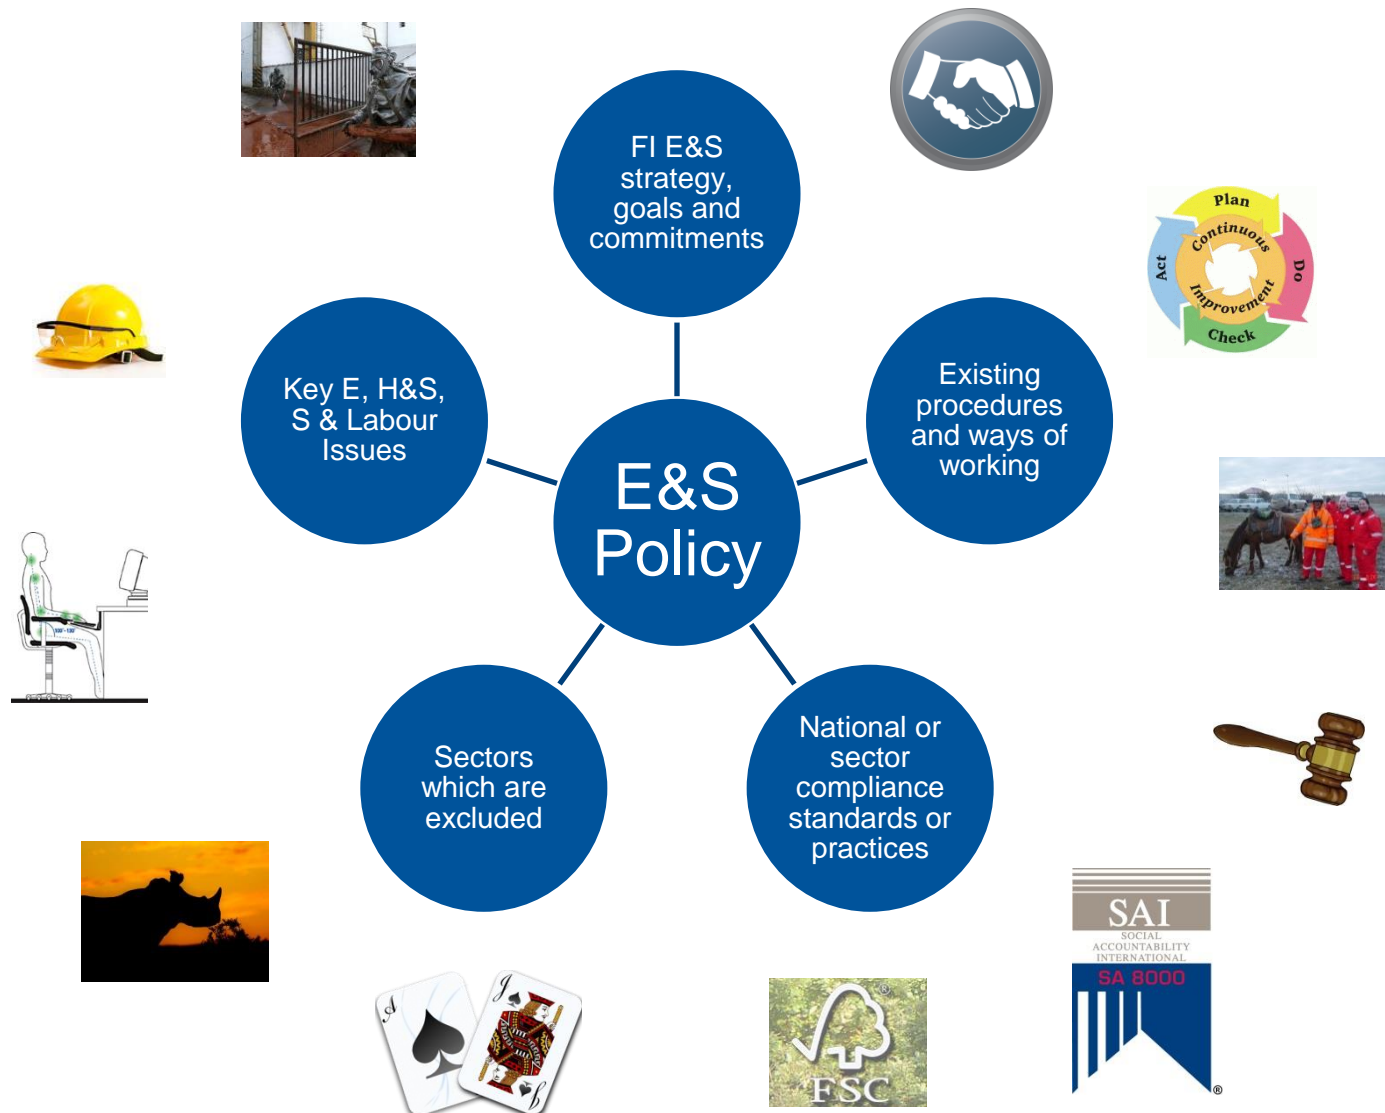 FI E&S
strategy,
goals and
commitments
Plan
Do
Check
Act
Continuous
Improvement
Key E, H&S,
S & Labour
Issues
Existing
procedures
and ways of
working
E&S
Policy
Sectors
which are
excluded
National or
sector
compliance
standards or
practices
A
J
J
FSC
®
SAI
SOCIAL
ACCOUNTABILITY
INTERNATIONAL
SA 8000
®